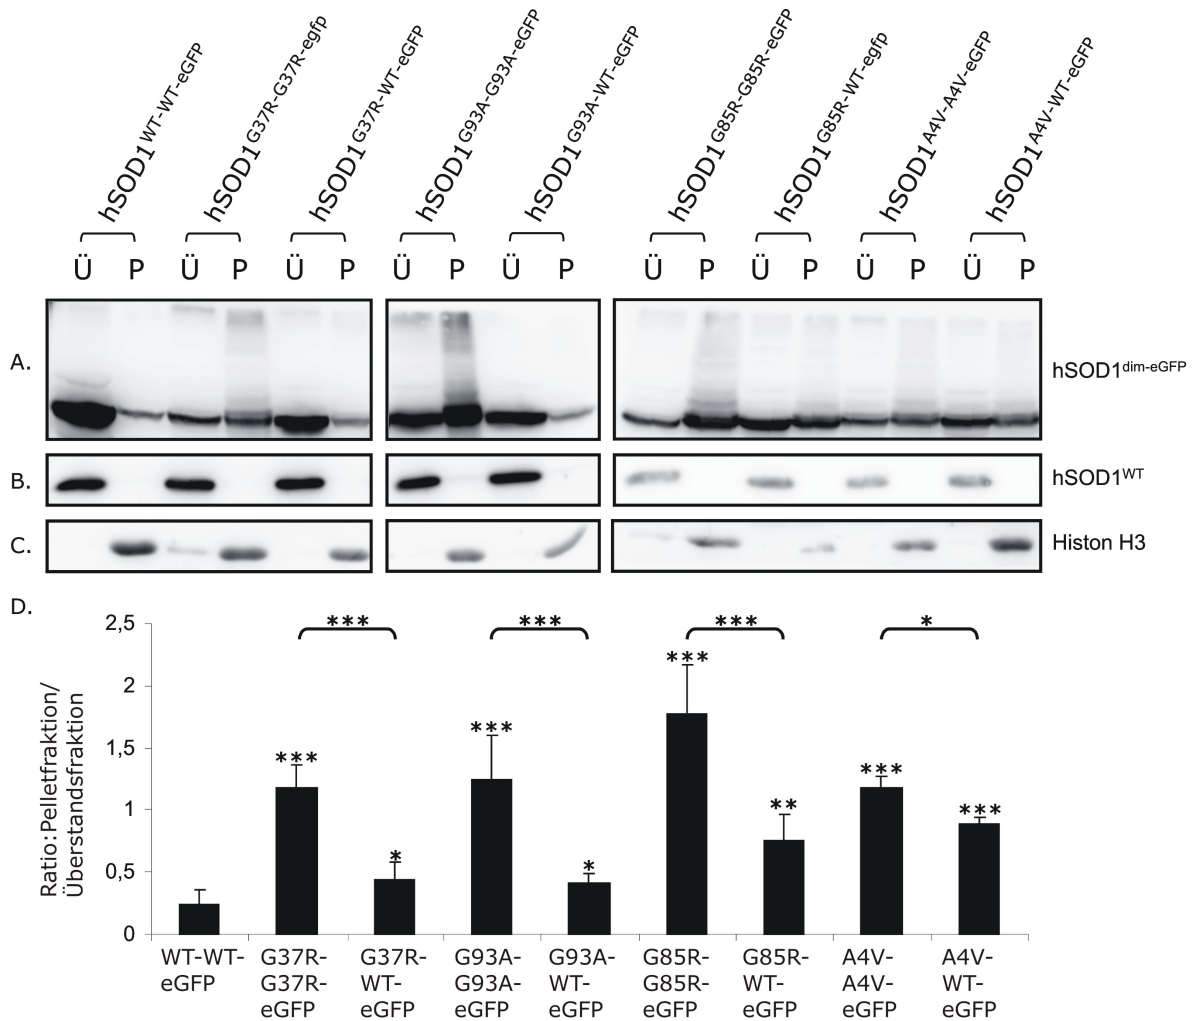 hSOD1WT-WT-eGFP
hSOD1G37R-G37R-egfp
hSOD1G37R-WT-eGFP
hSOD1G93A-G93A-eGFP
hSOD1G93A-WT-eGFP
hSOD1G85R-G85R-eGFP
hSOD1G85R-WT-egfp
hSOD1A4V-A4V-eGFP
hSOD1A4V-WT-eGFP
Ü P Ü P Ü P Ü P Ü P Ü P Ü P Ü P Ü P
A.
hSOD1dim-eGFP
B.
hSOD1WT
C.
Histon H3
D.
Ratio:Pelletfraktion/
Überstandsfraktion
2,5
2
1,5
1
0,5
0
*** *** *** *
*** * *** * *** ** *** ***
WT-WT-
eGFP
G37R-
G37R-
eGFP
G37R-
WT-
eGFP
G93A-
G93A-
eGFP
G93A-
WT-
eGFP
G85R-
G85R-
eGFP
G85R-
WT-
eGFP
A4V-
A4V-
eGFP
A4V-
WT-
eGFP